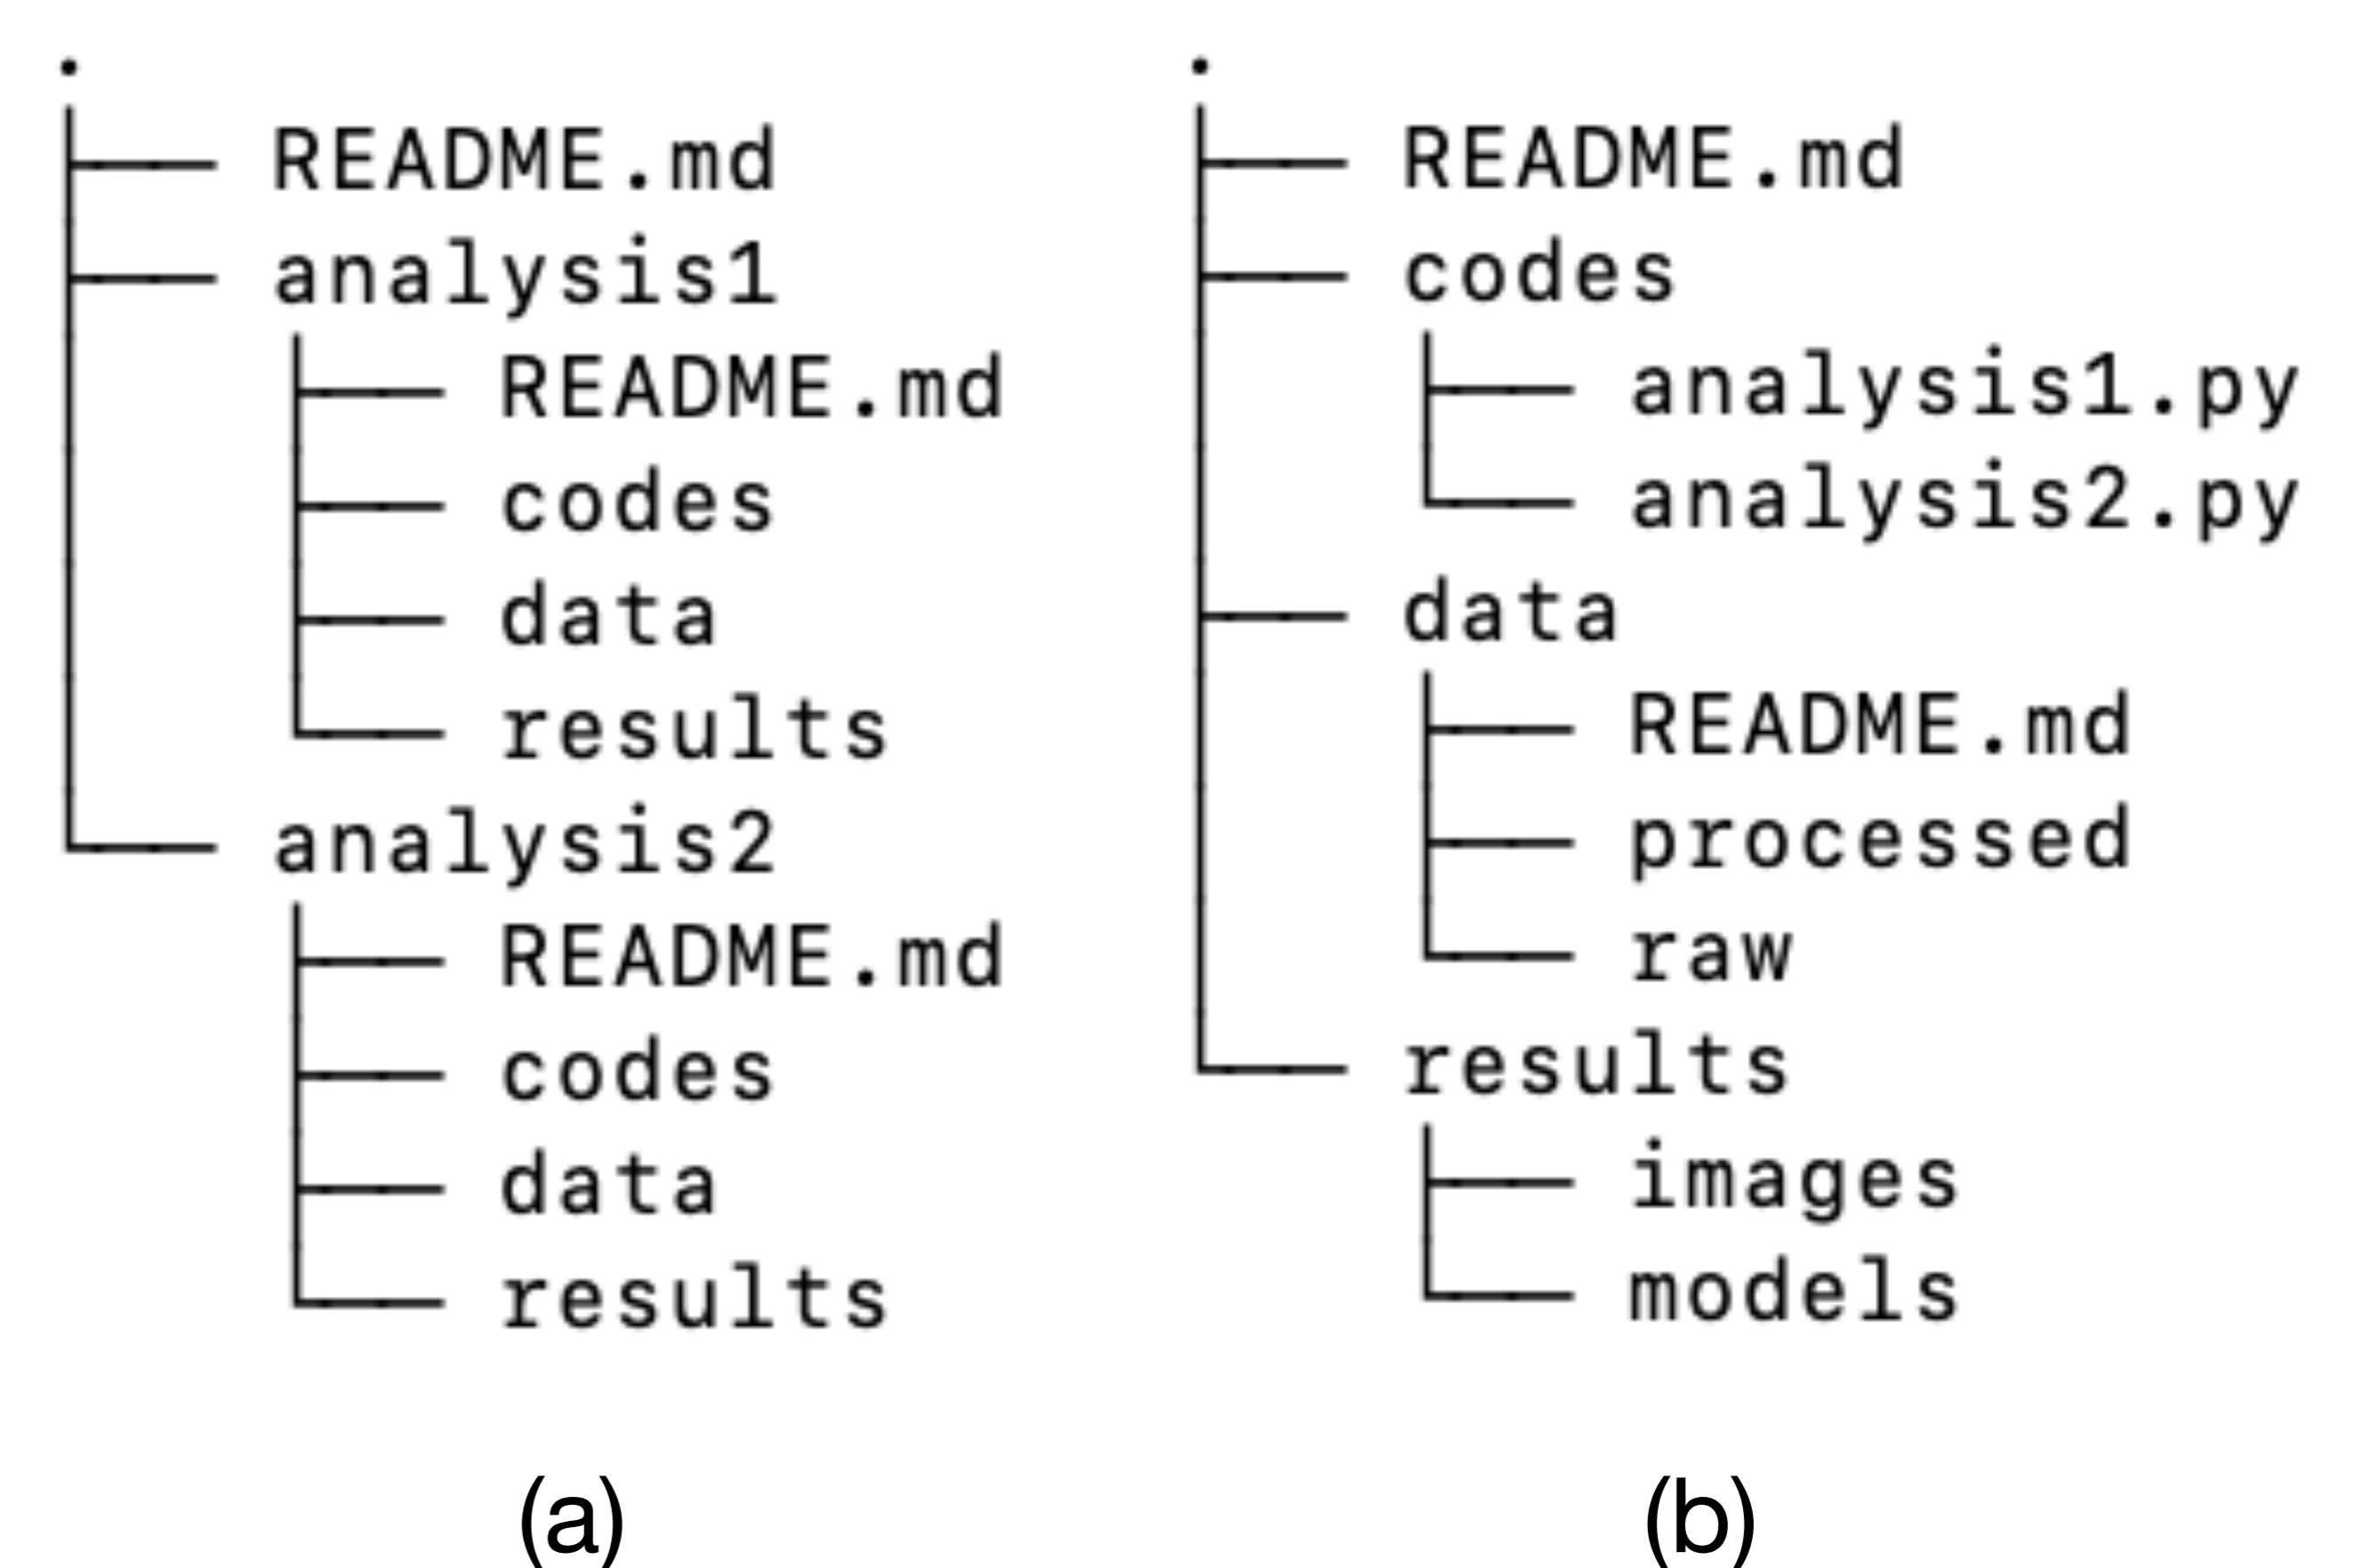 .
README.md
analysis1
README.md
codes
data
results
analysis2
README.md
codes
data
results
(a)
.
README.md
codes
analysis1.py
analysis2.py
data
README.md
processed
raw
results
images
models
(b)